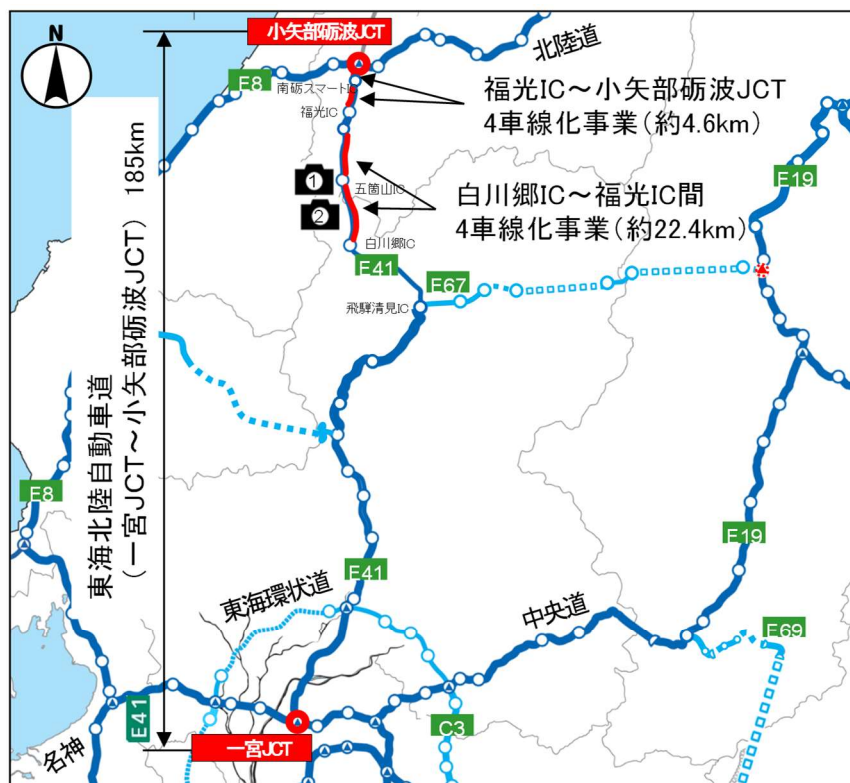 小矢部砺波JCT
N
北陸道
E8
南砺スマートIC
福光IC
福光IC～小矢部砺波JCT
4車線化事業（約4.6km）
E19
1
五箇山IC
2
白川郷IC～福光IC間
4車線化事業（約22.4km）
白川郷IC
E41
E67
飛騨清見IC
東海北陸自動車道
（一宮JCT～小矢部砺波JCT） 185km
E8
E19
E41
東海環状道
中央道
E69
E41
C3
名神
一宮JCT